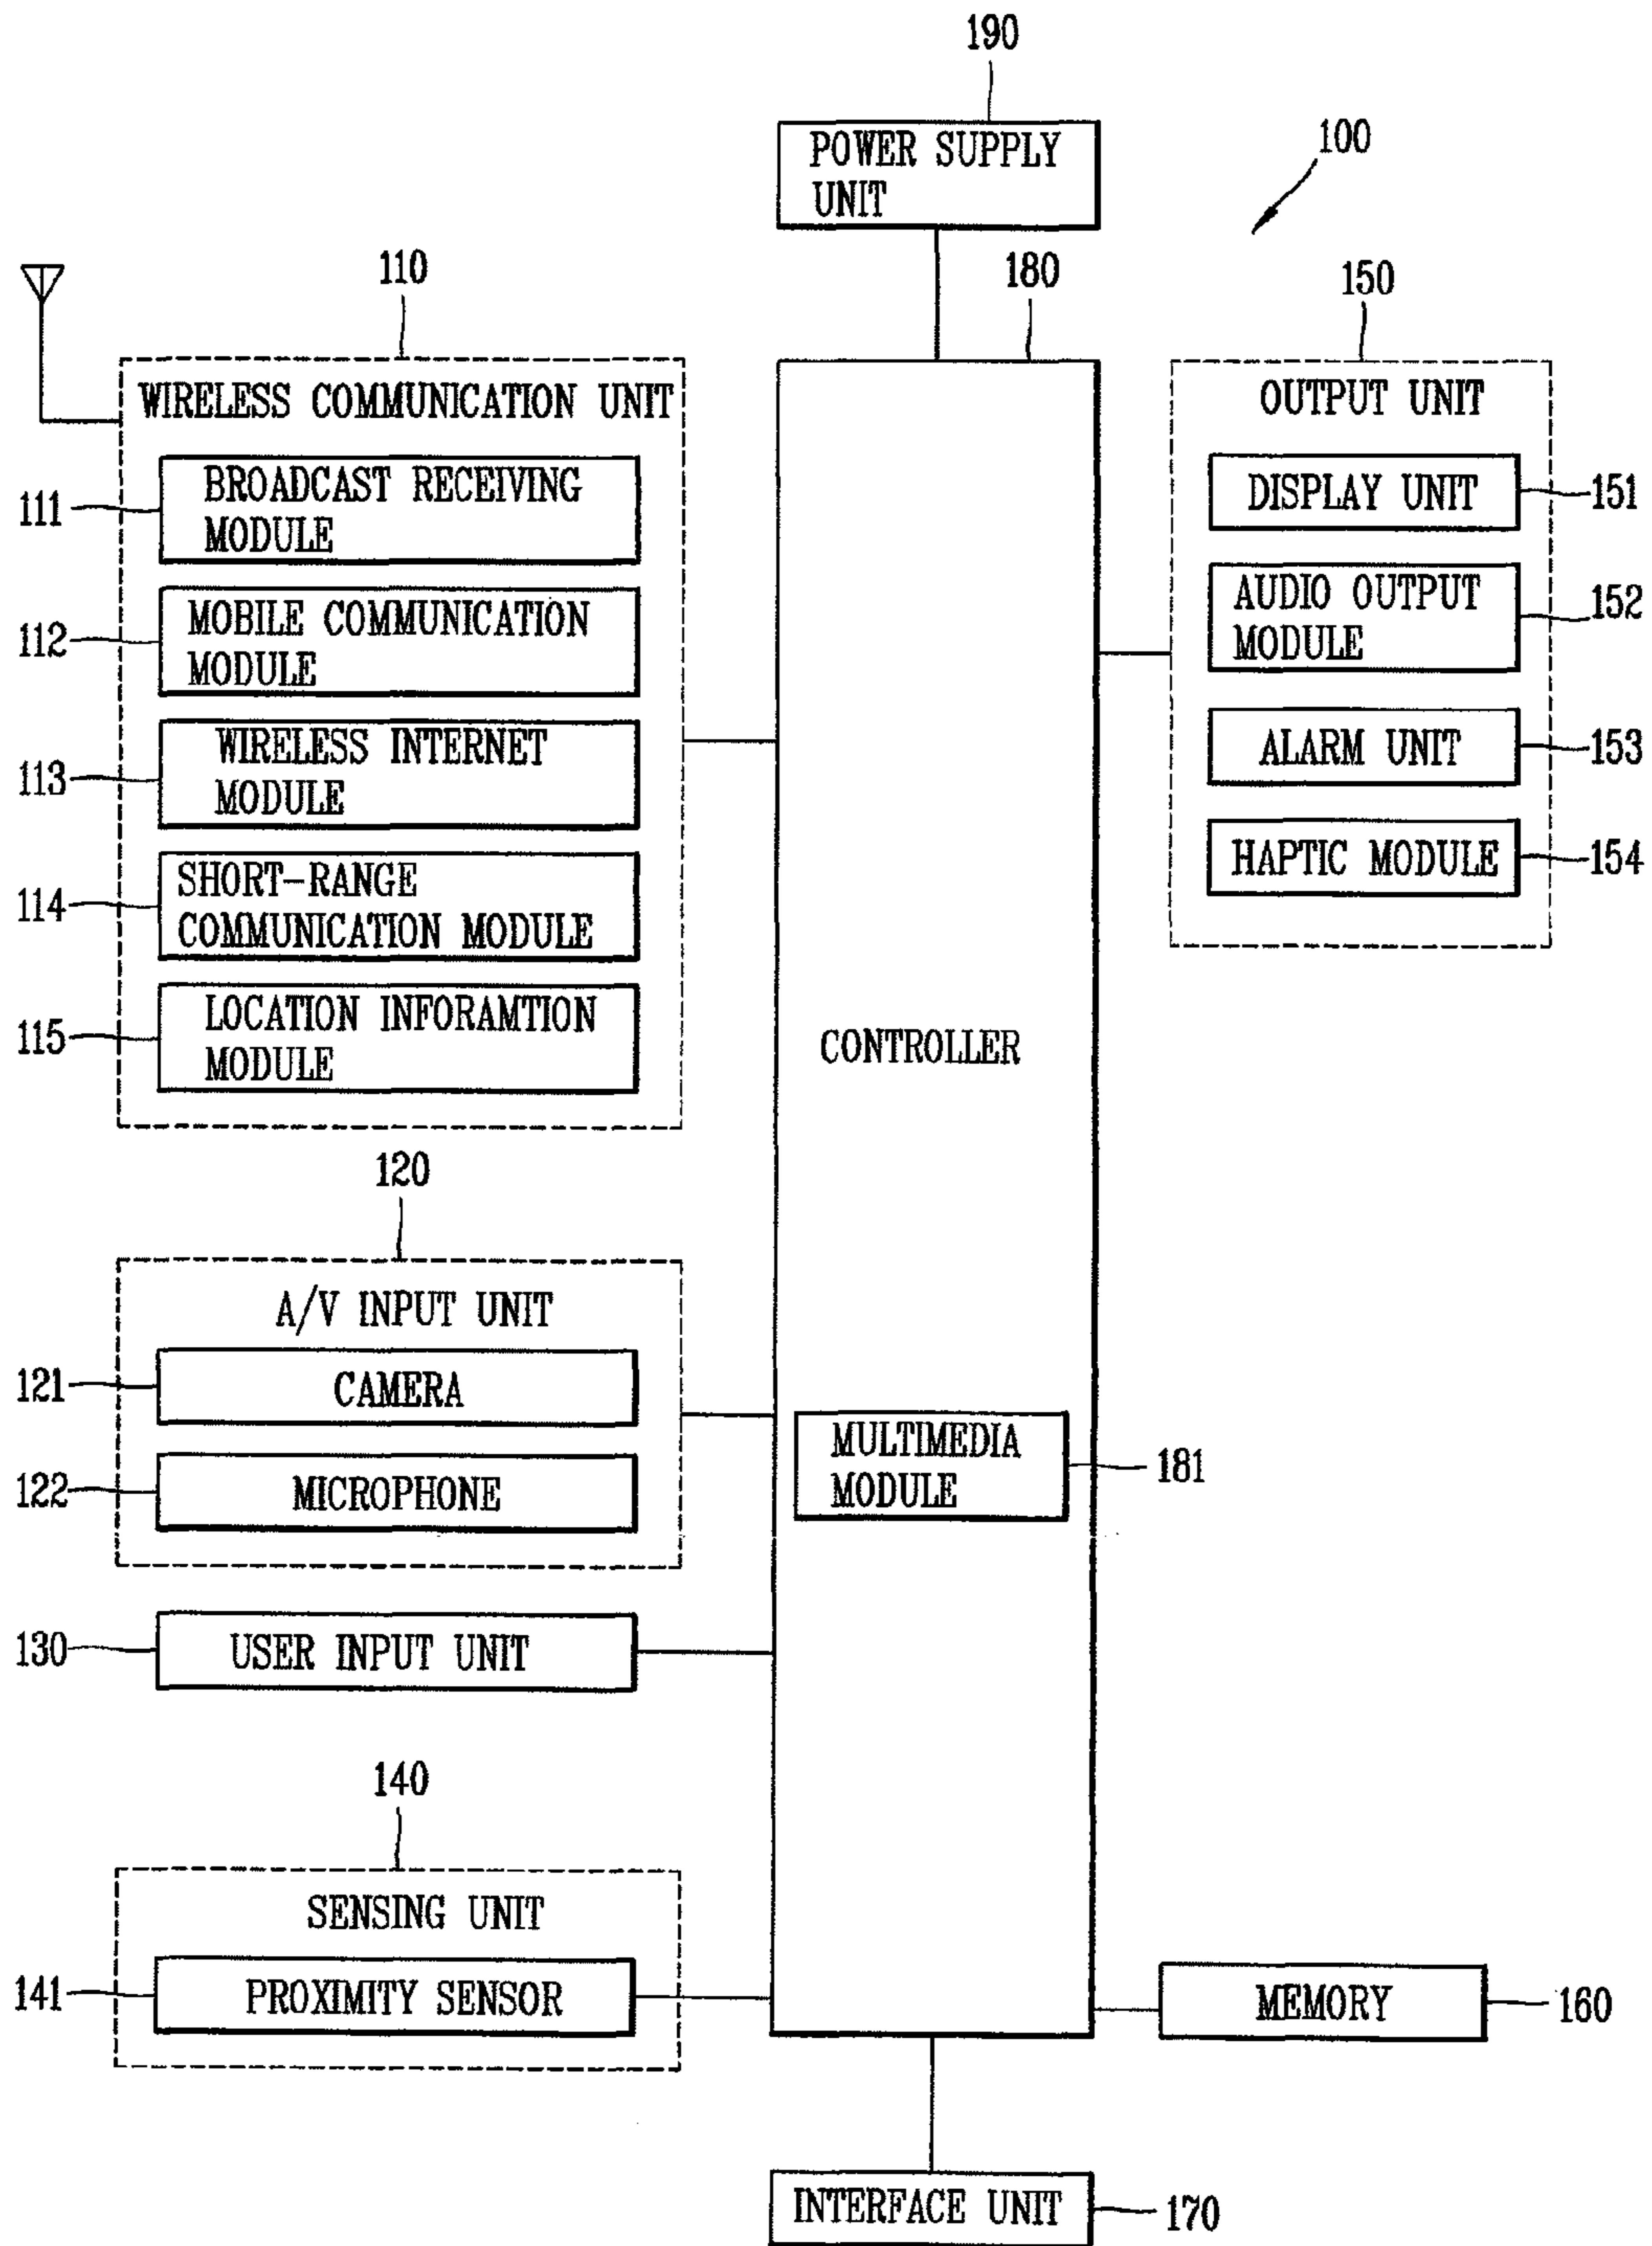 190
POWER SUPPLY
UNIT
100
110
180
150
WIRELESS COMMUNICATION UNIT
111
BROADCAST RECEIVING
MODULE
112
MOBILE COMMUNICATION
MODULE
113
WIRELESS INTERNET
MODULE
114
SHORT-RANGE
COMMUNICATION MODULE
115
LOCATION INFORAMTION
MODULE
OUTPUT UNIT
DISPLAY UNIT
151
AUDIO OUTPUT
MODULE
152
ALARM UNIT
153
HAPTIC MODULE
154
CONTROLLER
120
A/V INPUT UNIT
121
CAMERA
122
MICROPHONE
MULTIMEDIA
MODULE
181
130
USER INPUT UNIT
140
SENSING UNIT
141
PROXIMITY SENSOR
MEMORY
160
INTERFACE UNIT
170